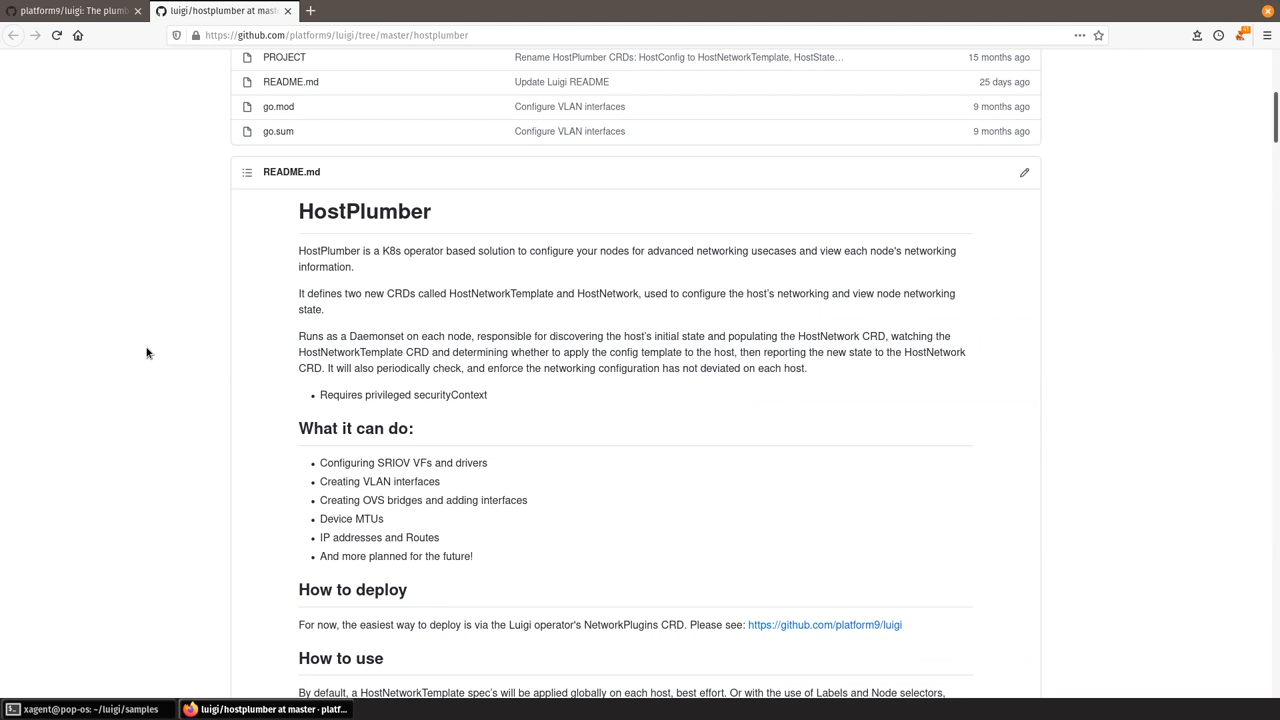 platform9/luigi: The plumb
luigi/hostplumber at mast
https://github.com/platform9/luigi/tree/master/hostplumber
PROJECT Rename HostPlumber CRDs: HostConfig to HostNetworkTemplate, HostState… 15 months ago
README.md Update Luigi README 25 days ago
go.mod Configure VLAN interfaces 9 months ago
go.sum Configure VLAN interfaces 9 months ago
README.md
HostPlumber
HostPlumber is a K8s operator based solution to configure your nodes for advanced networking usecases and view each node's networking
information.
It defines two new CRDs called HostNetworkTemplate and HostNetwork, used to configure the host's networking and view node networking
state.
Runs as a Daemonset on each node, responsible for discovering the host's initial state and populating the HostNetwork CRD, watching the
HostNetworkTemplate CRD and determining whether to apply the config template to the host, then reporting the new state to the HostNetwork
CRD. It will also periodically check, and enforce the networking configuration has not deviated on each host.
• Requires privileged securityContext
What it can do:
• Configuring SRIOV VFs and drivers
• Creating VLAN interfaces
• Creating OVS bridges and adding interfaces
• Device MTUs
• IP addresses and Routes
• And more planned for the future!
How to deploy
For now, the easiest way to deploy is via the Luigi operator's NetworkPlugins CRD. Please see: https://github.com/platform9/luigi
How to use
By default, a HostNetworkTemplate spec's will be applied globally on each host, best effort. Or with the use of Labels and Node selectors,
xagent@pop-os: ~/luigi/samples
luigi/hostplumber at master · platf...